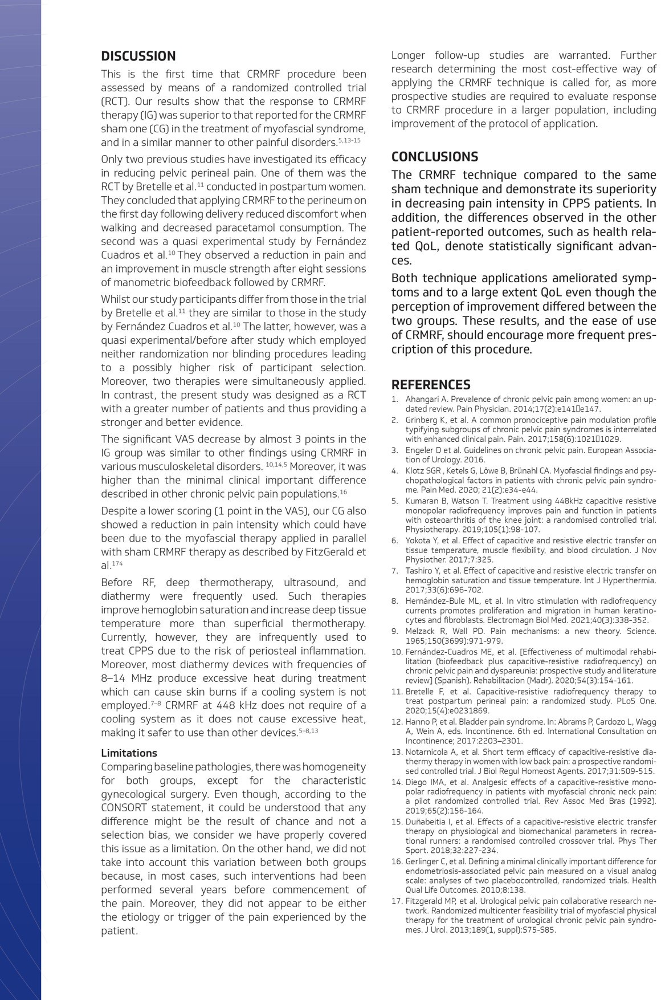 DISCUSSION
This is the first time that CRMRF procedure been
assessed by means of a randomized controlled trial
(RCT). Our results show that the response to CRMRF
therapy (IG) was superior to that reported for the CRMRF
sham one (CG) in the treatment of myofascial syndrome,
and in a similar manner to other painful disorders.5,13-15
Only two previous studies have investigated its efficacy
in reducing pelvic perineal pain. One of them was the
RCT by Bretelle et al.11 conducted in postpartum women.
They concluded that applying CRMRF to the perineum on
the first day following delivery reduced discomfort when
walking and decreased paracetamol consumption. The
second was a quasi experimental study by Fernández
Cuadros et al.10 They observed a reduction in pain and
an improvement in muscle strength after eight sessions
of manometric biofeedback followed by CRMRF.
Whilst our study participants differ from those in the trial
by Bretelle et al.11 they are similar to those in the study
by Fernández Cuadros et al.10 The latter, however, was a
quasi experimental/before after study which employed
neither randomization nor blinding procedures leading
to a possibly higher risk of participant selection.
Moreover, two therapies were simultaneously applied.
In contrast, the present study was designed as a RCT
with a greater number of patients and thus providing a
stronger and better evidence.
The significant VAS decrease by almost 3 points in the
IG group was similar to other findings using CRMRF in
various musculoskeletal disorders. 10,14,5 Moreover, it was
higher than the minimal clinical important difference
described in other chronic pelvic pain populations.16
Despite a lower scoring (1 point in the VAS), our CG also
showed a reduction in pain intensity which could have
been due to the myofascial therapy applied in parallel
with sham CRMRF therapy as described by FitzGerald et
al.174
Before RF, deep thermotherapy, ultrasound, and
diathermy were frequently used. Such therapies
improve hemoglobin saturation and increase deep tissue
temperature more than superficial thermotherapy.
Currently, however, they are infrequently used to
treat CPPS due to the risk of periosteal inflammation.
Moreover, most diathermy devices with frequencies of
8–14 MHz produce excessive heat during treatment
which can cause skin burns if a cooling system is not
employed.7–8 CRMRF at 448 kHz does not require of a
cooling system as it does not cause excessive heat,
making it safer to use than other devices.5–8,13
Limitations
Comparing baseline pathologies, there was homogeneity
for both groups, except for the characteristic
gynecological surgery. Even though, according to the
CONSORT statement, it could be understood that any
difference might be the result of chance and not a
selection bias, we consider we have properly covered
this issue as a limitation. On the other hand, we did not
take into account this variation between both groups
because, in most cases, such interventions had been
performed several years before commencement of
the pain. Moreover, they did not appear to be either
the etiology or trigger of the pain experienced by the
patient.
Longer follow-up studies are warranted. Further
research determining the most cost-effective way of
applying the CRMRF technique is called for, as more
prospective studies are required to evaluate response
to CRMRF procedure in a larger population, including
improvement of the protocol of application.
CONCLUSIONS
The CRMRF technique compared to the same
sham technique and demonstrate its superiority
in decreasing pain intensity in CPPS patients. In
addition, the differences observed in the other
patient-reported outcomes, such as health rela-
ted QoL, denote statistically significant advan-
ces.
Both technique applications ameliorated symp-
toms and to a large extent QoL even though the
perception of improvement differed between the
two groups. These results, and the ease of use
of CRMRF, should encourage more frequent pres-
cription of this procedure.
REFERENCES
1. Ahangari A. Prevalence of chronic pelvic pain among women: an up-
dated review. Pain Physician. 2014;17(2):e141▯e147.
2. Grinberg K, et al. A common pronociceptive pain modulation profile
typifying subgroups of chronic pelvic pain syndromes is interrelated
with enhanced clinical pain. Pain. 2017;158(6):1021▯1029.
3. Engeler D et al. Guidelines on chronic pelvic pain. European Associa-
tion of Urology. 2016.
4. Klotz SGR , Ketels G, Löwe B, Brünahl CA. Myofascial findings and psy-
chopathological factors in patients with chronic pelvic pain syndro-
me. Pain Med. 2020; 21(2):e34-e44.
5. Kumaran B, Watson T. Treatment using 448kHz capacitive resistive
monopolar radiofrequency improves pain and function in patients
with osteoarthritis of the knee joint: a randomised controlled trial.
Physiotherapy. 2019;105(1):98-107.
6. Yokota Y, et al. Effect of capacitive and resistive electric transfer on
tissue temperature, muscle flexibility, and blood circulation. J Nov
Physiother. 2017;7:325.
7. Tashiro Y, et al. Effect of capacitive and resistive electric transfer on
hemoglobin saturation and tissue temperature. Int J Hyperthermia.
2017;33(6):696-702.
8. Hernández-Bule ML, et al. In vitro stimulation with radiofrequency
currents promotes proliferation and migration in human keratino-
cytes and fibroblasts. Electromagn Biol Med. 2021;40(3):338-352.
9. Melzack R, Wall PD. Pain mechanisms: a new theory. Science.
1965;150(3699):971-979.
10. Fernández-Cuadros ME, et al. [Effectiveness of multimodal rehabi-
litation (biofeedback plus capacitive-resistive radiofrequency) on
chronic pelvic pain and dyspareunia: prospective study and literature
review] (Spanish). Rehabilitacion (Madr). 2020;54(3):154-161.
11. Bretelle F, et al. Capacitive-resistive radiofrequency therapy to
treat postpartum perineal pain: a randomized study. PLoS One.
2020;15(4):e0231869.
12. Hanno P, et al. Bladder pain syndrome. In: Abrams P, Cardozo L, Wagg
A, Wein A, eds. Incontinence. 6th ed. International Consultation on
Incontinence; 2017:2203–2301.
13. Notarnicola A, et al. Short term efficacy of capacitive-resistive dia-
thermy therapy in women with low back pain: a prospective randomi-
sed controlled trial. J Biol Regul Homeost Agents. 2017;31:509-515.
14. Diego IMA, et al. Analgesic effects of a capacitive-resistive mono-
polar radiofrequency in patients with myofascial chronic neck pain:
a pilot randomized controlled trial. Rev Assoc Med Bras (1992).
2019;65(2):156-164.
15. Duñabeitia I, et al. Effects of a capacitive-resistive electric transfer
therapy on physiological and biomechanical parameters in recrea-
tional runners: a randomised controlled crossover trial. Phys Ther
Sport. 2018;32:227-234.
16. Gerlinger C, et al. Defining a minimal clinically important difference for
endometriosis-associated pelvic pain measured on a visual analog
scale: analyses of two placebocontrolled, randomized trials. Health
Qual Life Outcomes. 2010;8:138.
17. Fitzgerald MP, et al. Urological pelvic pain collaborative research ne-
twork. Randomized multicenter feasibility trial of myofascial physical
therapy for the treatment of urological chronic pelvic pain syndro-
mes. J Urol. 2013;189(1, suppl):S75-S85.